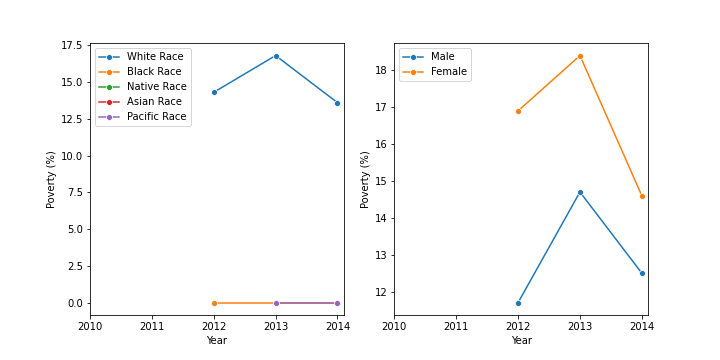 White Race
Black Race
Native Race
Asian Race
Pacific Race
17.5
15.0
12.5
10.0
7.5
5.0
2.5
0.0
Poverty (%)
2010 2011 2012 2013 2014
Year
Male
Female
18
17
16
15
14
13
12
Poverty (%)
2010 2011 2012 2013 2014
Year